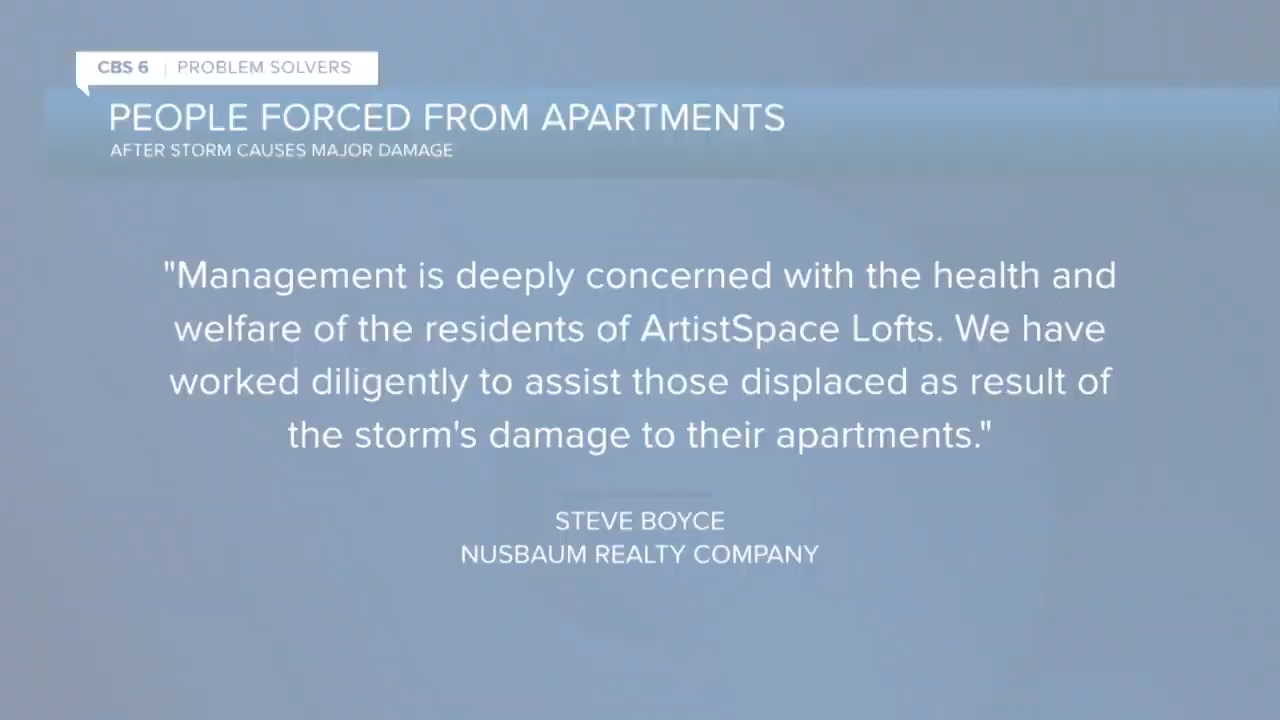 CBS 6 | PROBLEM SOLVERS
PEOPLE FORCED FROM APARTMENTS
AFTER STORM CAUSES MAJOR DAMAGE
"Management is deeply concerned with the health and
welfare of the residents of ArtistSpace Lofts. We have
worked diligently to assist those displaced as result of
the storm's damage to their apartments."
STEVE BOYCE
NUSBAUM REALTY COMPANY